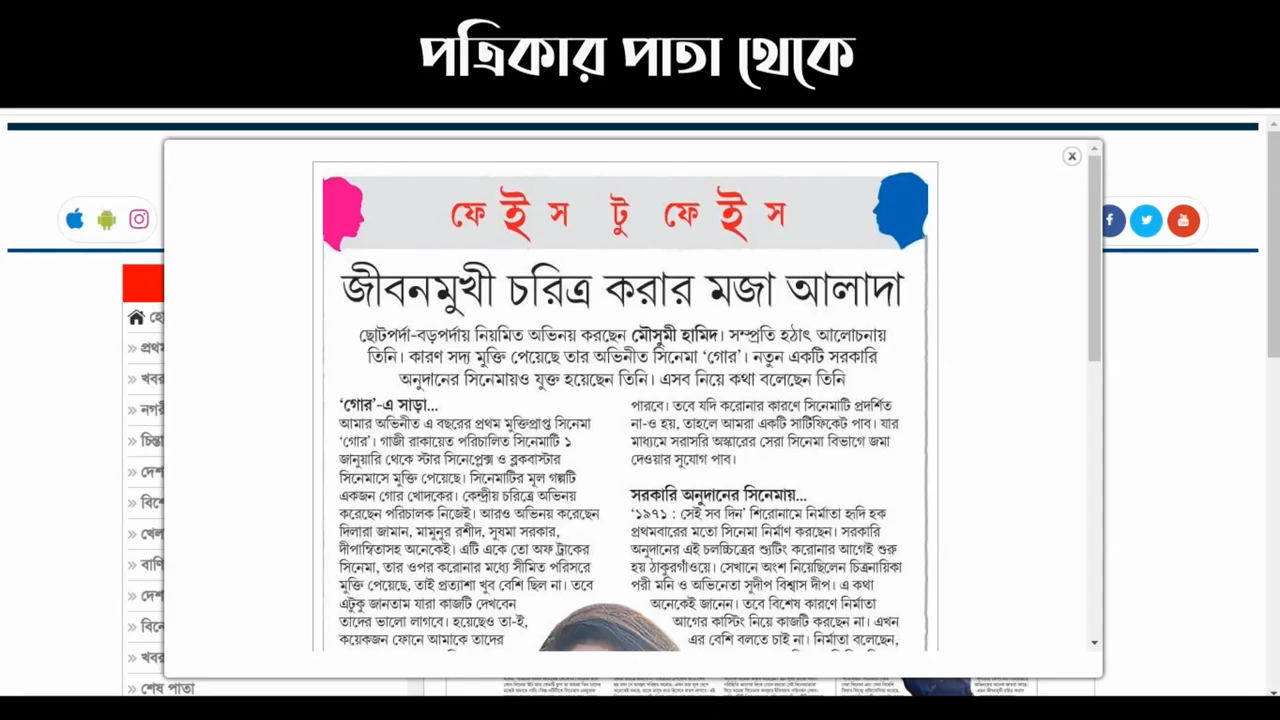 পত্রিকার পাতা থেকে
ফেইস টু ফেইস
জীবনমুখী চরিত্র করার মজা আলাদা
ছোটপর্দা-বড়পর্দায় নিয়মিত অভিনয় করছেন মৌসুমী হামিদ। সম্প্রতি হঠাৎ আলোচনায়
তিনি। কারণ সদ্য মুক্তি পেয়েছে তার অভিনীত সিনেমা ‘গোর’। নতুন একটি সরকারি
অনুদানের সিনেমায়ও যুক্ত হয়েছেন তিনি। এসব নিয়ে কথা বলেছেন তিনি
‘গোর’-এ সাড়া...
আমার অভিনীত এ বছরের প্রথম মুক্তিপ্রাপ্ত সিনেমা
‘গোর’। গাজী রাকায়েত পরিচালিত সিনেমাটি ১
জানুয়ারি থেকে স্টার সিনেপ্লেক্স ও ব্লকবাস্টার
সিনেমাসে মুক্তি পেয়েছে। সিনেমাটির মূল গল্পটি
একজন গোর খোদকের। কেন্দ্রীয় চরিত্রে অভিনয়
করেছেন পরিচালক নিজেই। আরও অভিনয় করেছেন
দিলারা জামান, মামুনুর রশীদ, সুষমা সরকার,
দীপান্বিতাসহ অনেকেই। এটি একে তো অফ ট্র্যাকের
সিনেমা, তার ওপর করোনার মধ্যে সীমিত পরিসরে
মুক্তি পেয়েছে, তাই প্রত্যাশা খুব বেশি ছিল না। তবে
এটুকু জানতাম যারা কাজটি দেখবেন
তাদের ভালো লাগবে। হয়েছেও তা-ই,
কয়েকজন ফোনে আমাকে তাদের
পারবে। তবে যদি করোনার কারণে সিনেমাটি প্রদর্শিত
না-ও হয়, তাহলে আমরা একটি সার্টিফিকেট পাব। যার
মাধ্যমে সরাসরি অস্কারের সেরা সিনেমা বিভাগে জমা
দেওয়ার সুযোগ পাব।
সরকারি অনুদানের সিনেমায়...
‘১৯৭১ : সেই সব দিন’ শিরোনামে নির্মাতা হৃদি হক
প্রথমবারের মতো সিনেমা নির্মাণ করছেন। সরকারি
অনুদানের এই চলচ্চিত্রের শুটিং করোনার আগেই শুরু
হয় ঠাকুরগাঁওয়ে। সেখানে অংশ নিয়েছিলেন চিত্রনায়িকা
পরী মনি ও অভিনেতা সুদীপ বিশ্বাস দীপ। এ কথা
অনেকেই জানেন। তবে বিশেষ কারণে নির্মাতা
আগের কাস্টিং নিয়ে কাজটি করছেন না। এখন
এর বেশি বলতে চাই না। নির্মাতা বলেছেন,
শেষ পাতা